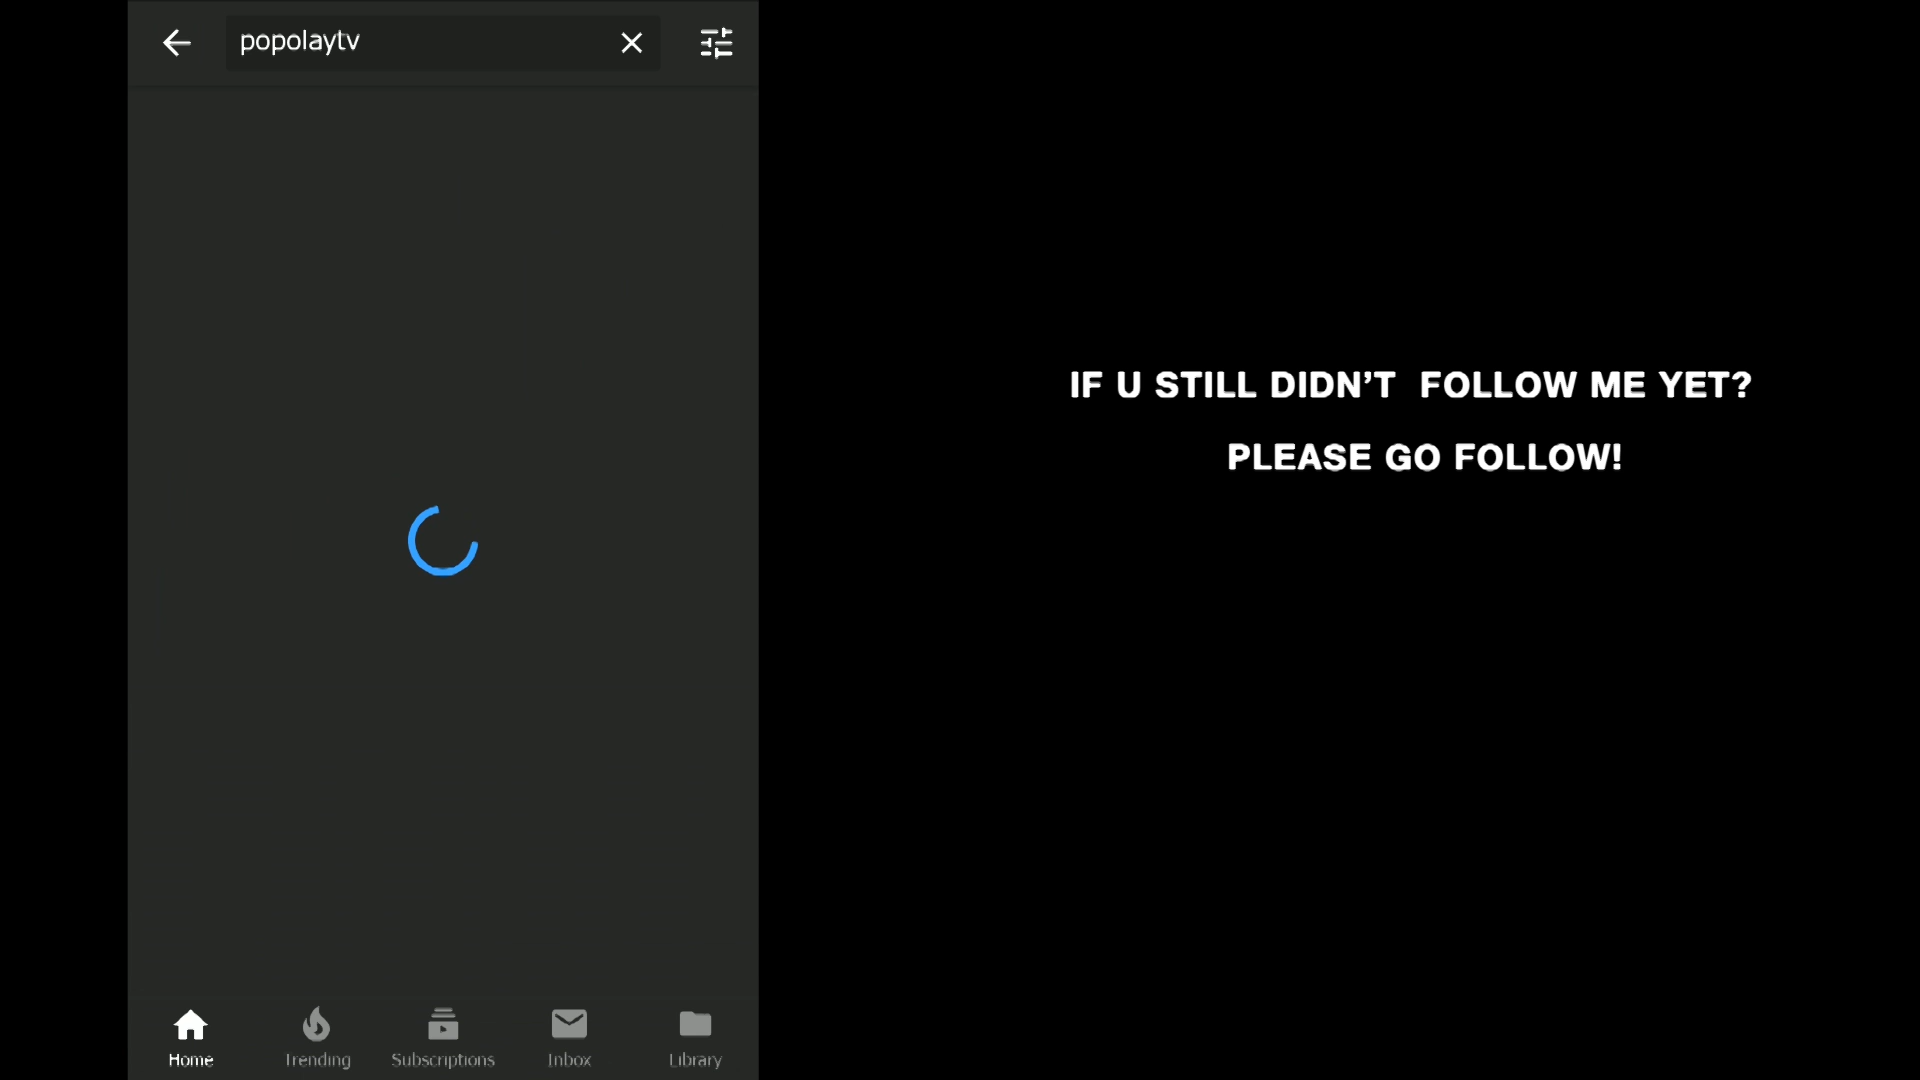 popolaytv
IF U STILL DIDN’T FOLLOW ME YET?
PLEASE GO FOLLOW!
Home
Trending
Subscriptions
Inbox
Library